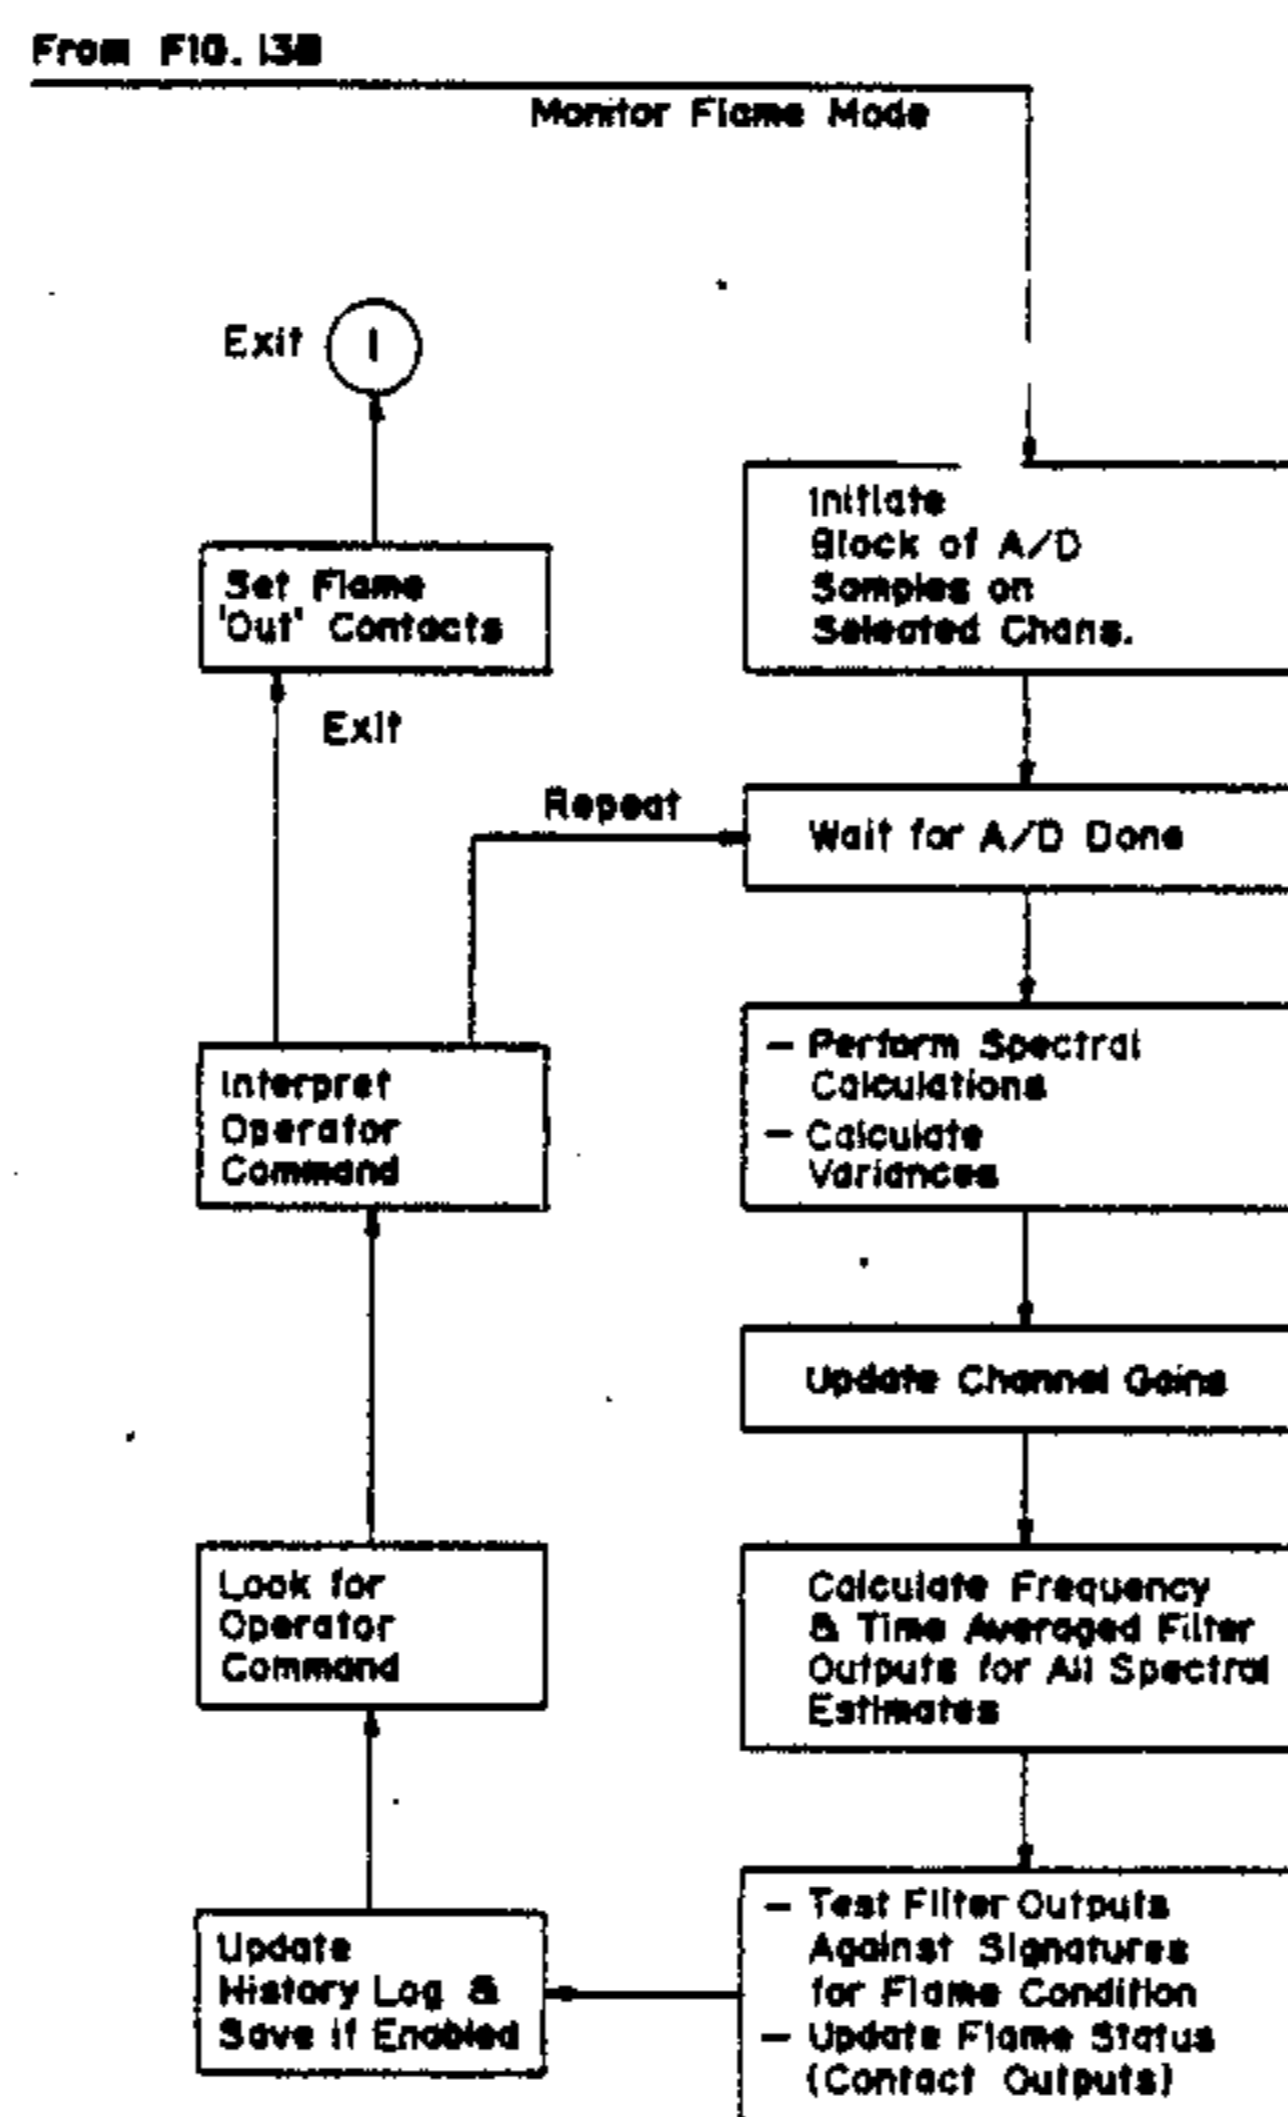 From FIG. 13B
Monitor Flame Mode
Exit
1
Initiate
Block of A/D
Samples on
Selected Chans.
Set Flame
'Out' Contacts
Exit
Repeat
Wait for A/D Done
- Perform Spectral
Calculations
- Calculate
Variances
Interpret
Operator
Command
Update Channel Gains
Look for
Operator
Command
Calculate Frequency
& Time Averaged Filter
Outputs for All Spectral
Estimates
- Test Filter Outputs
Against Signatures
for Flame Condition
- Update Flame Status
(Contact Outputs)
Update
History Log &
Save if Enabled